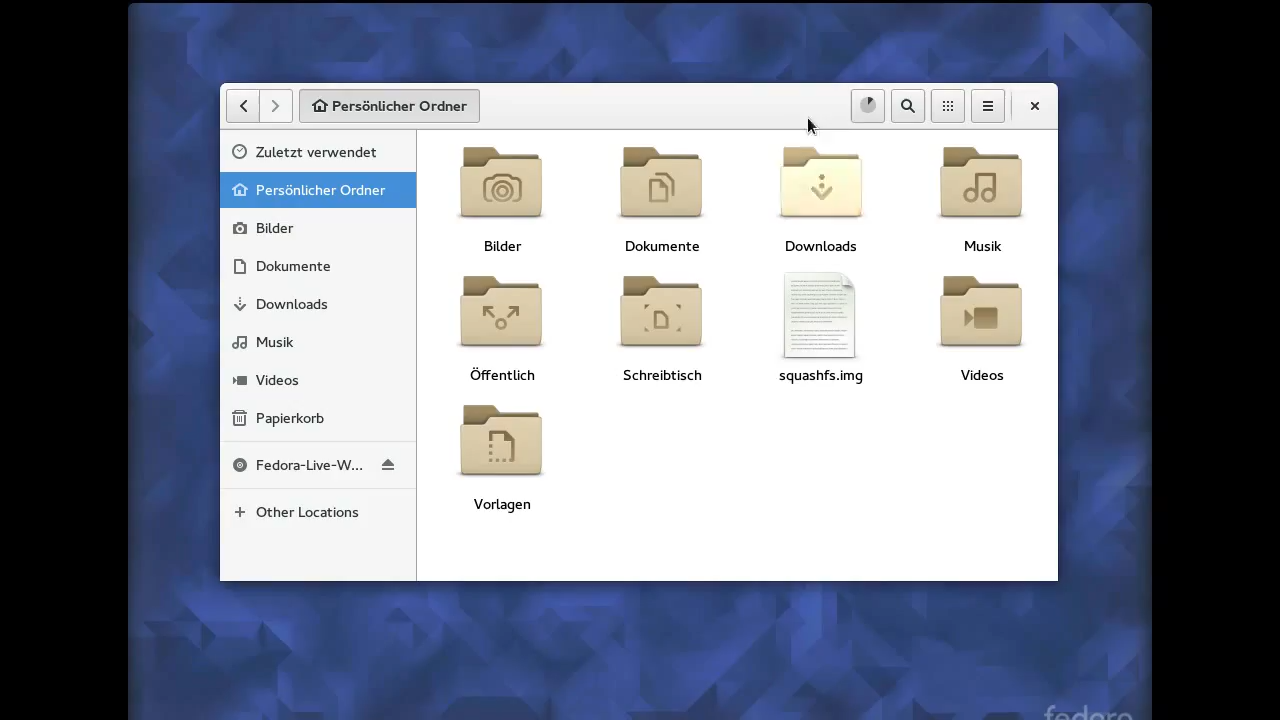 Persönlicher Ordner
Zuletzt verwendet
Persönlicher Ordner
Bilder
Dokumente
Downloads
Musik
Videos
Papierkorb
Fedora-Live-W...
Other Locations
Bilder
Dokumente
Downloads
Musik
Öffentlich
Schreibtisch
squashfs.img
Videos
Vorlagen
fedora